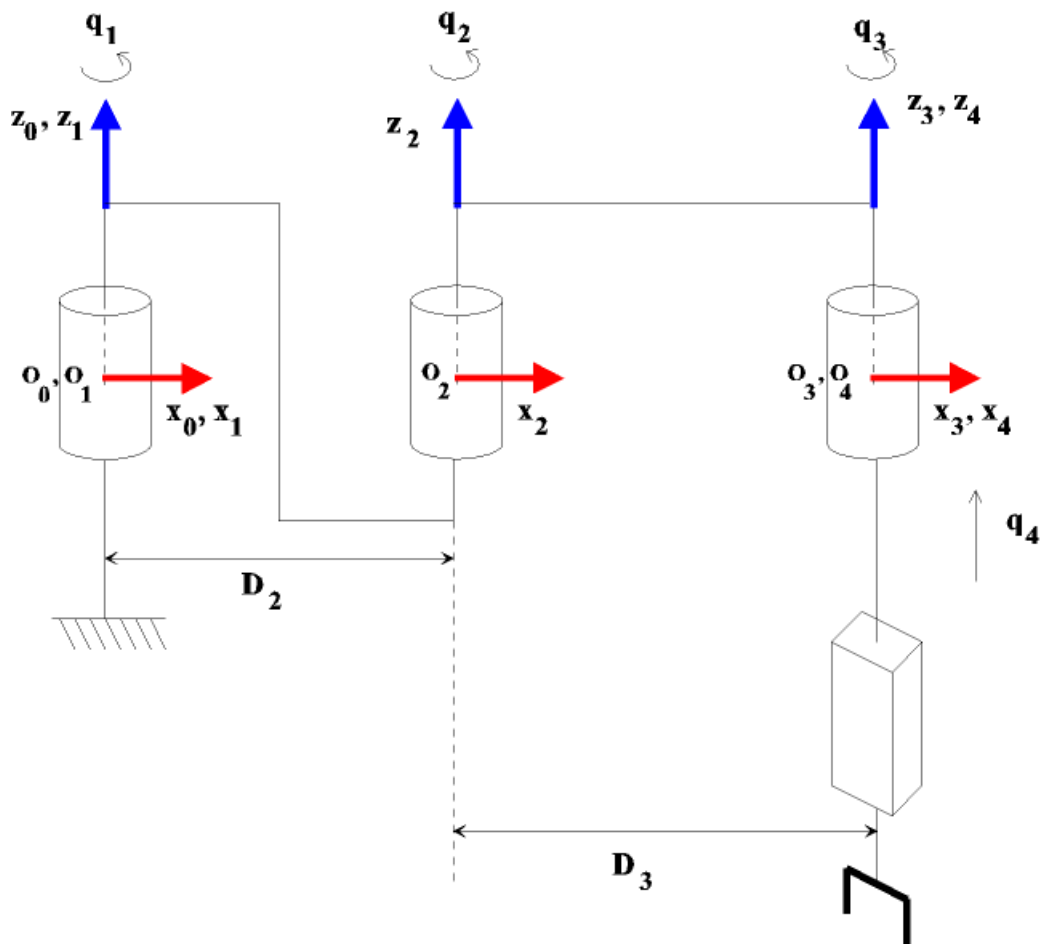 q1 q2 q3
z0, z1 z2 z3, z4
O0, O1 O2 O3, O4
x0, x1 x2 x3, x4
q4
D2
D3